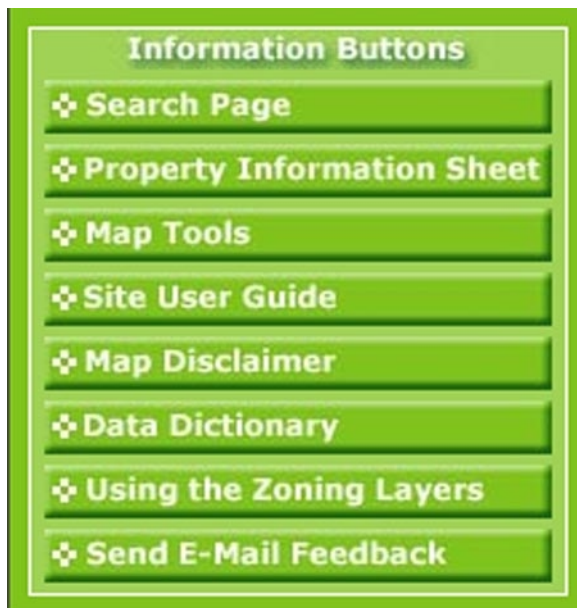 Information Buttons
Search Page
Property Information Sheet
Map Tools
Site User Guide
Map Disclaimer
Data Dictionary
Using the Zoning Layers
Send E-Mail Feedback